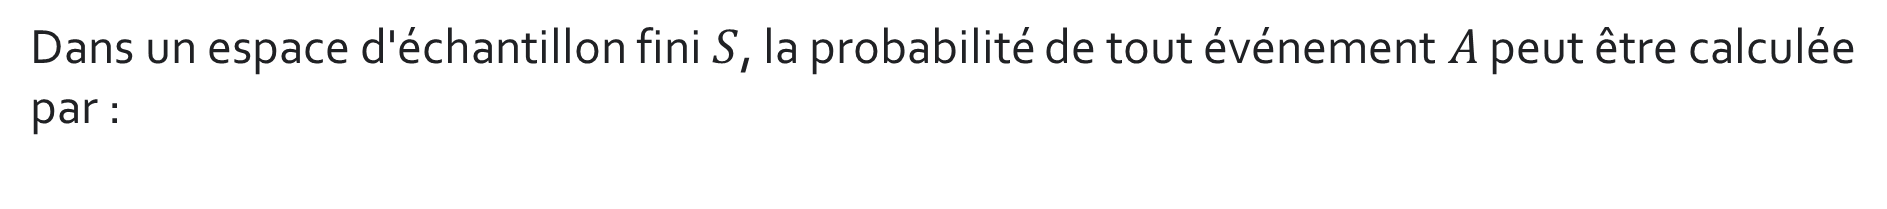 Dans un espace d'échantillon fini S, la probabilité de tout événement A peut être calculée
par :